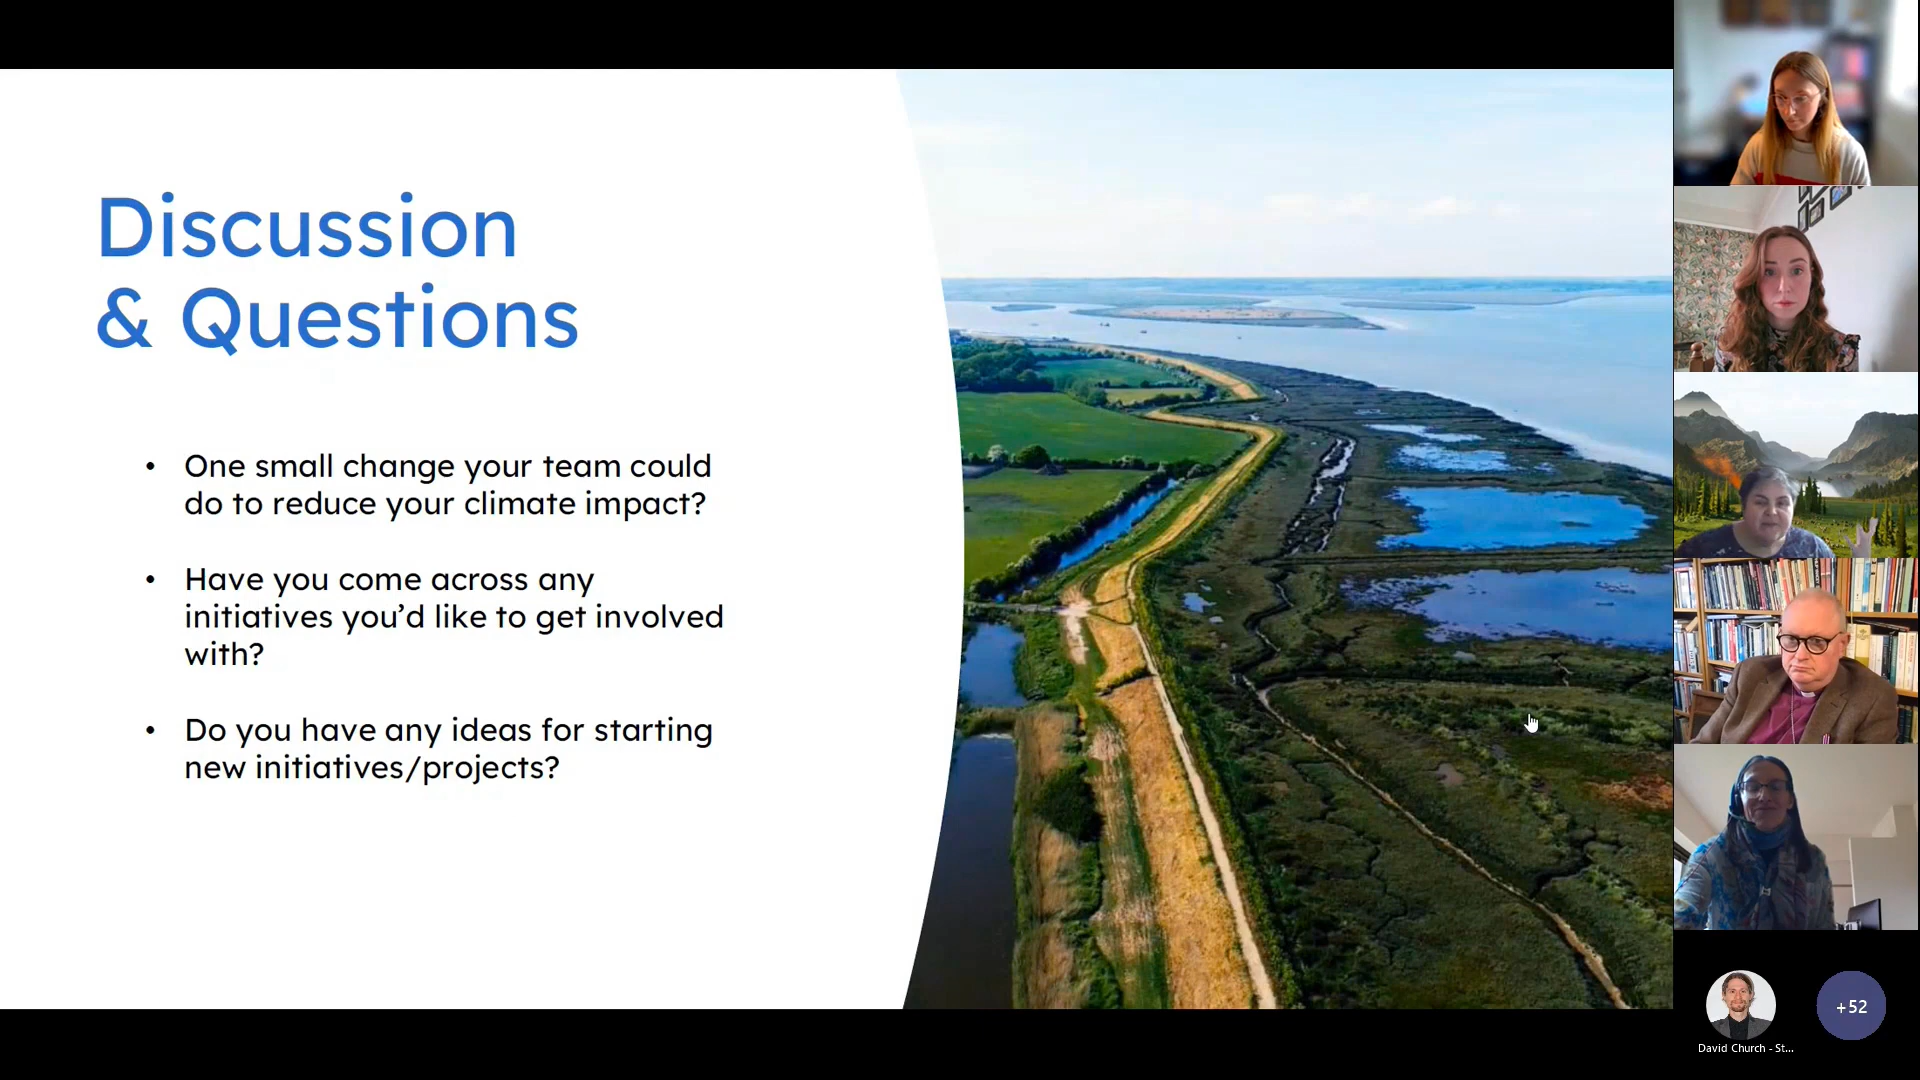 Discussion
& Questions
• One small change your team could
do to reduce your climate impact?
• Have you come across any
initiatives you’d like to get involved
with?
• Do you have any ideas for starting
new initiatives/projects?
+52
David Church - St...